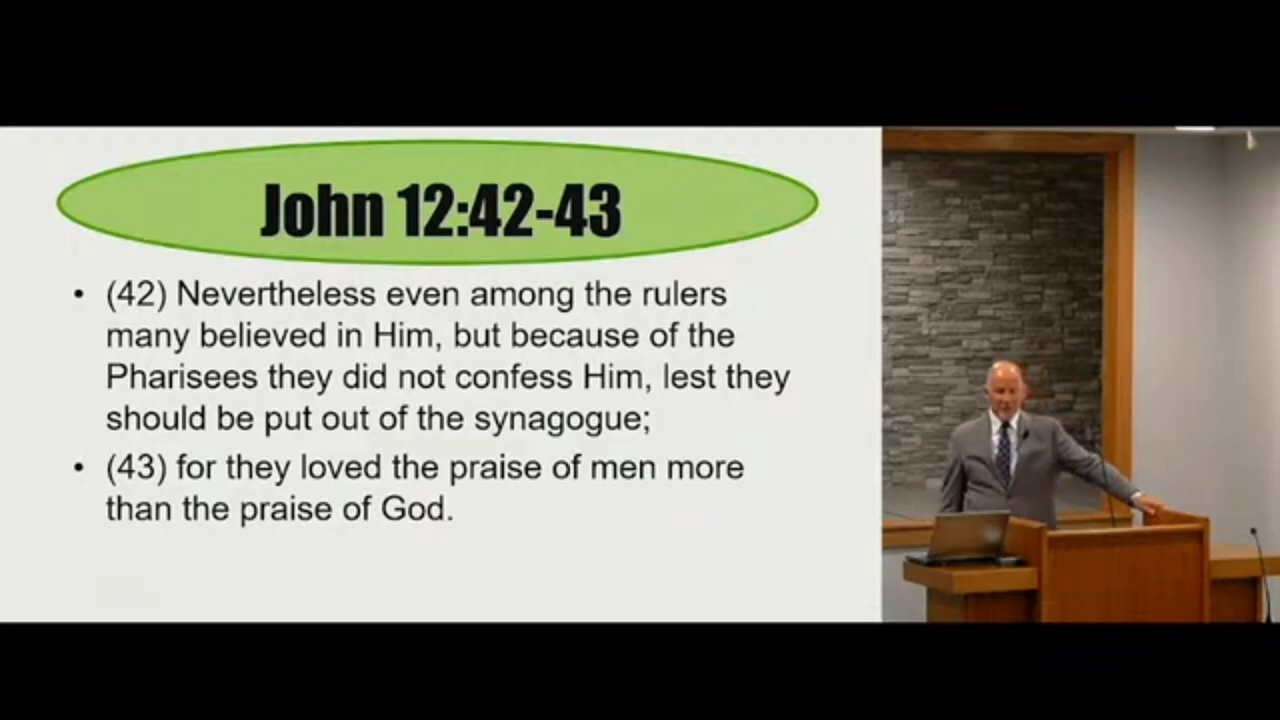 John 12:42-43
• (42) Nevertheless even among the rulers
many believed in Him, but because of the
Pharisees they did not confess Him, lest they
should be put out of the synagogue;
• (43) for they loved the praise of men more
than the praise of God.